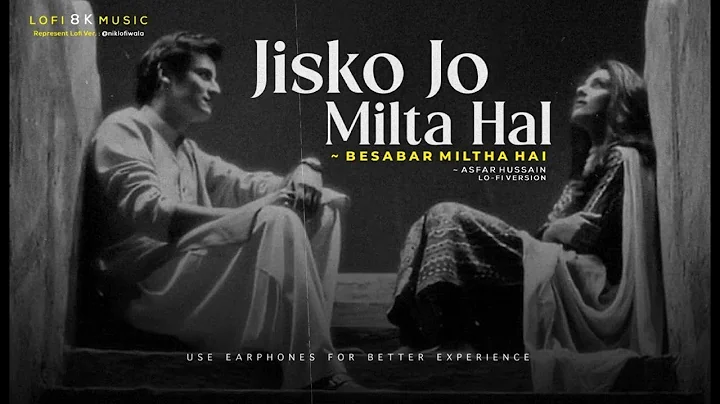 LOFI 8K MUSIC
Represent Lofi Ver. : @niklofiwala
Jisko Jo
Milta HaI
~ BESABAR MILTHA HAI
~ ASFAR HUSSAIN
LO-FI VERSION
USE EARPHONES FOR BETTER EXPERIENCE